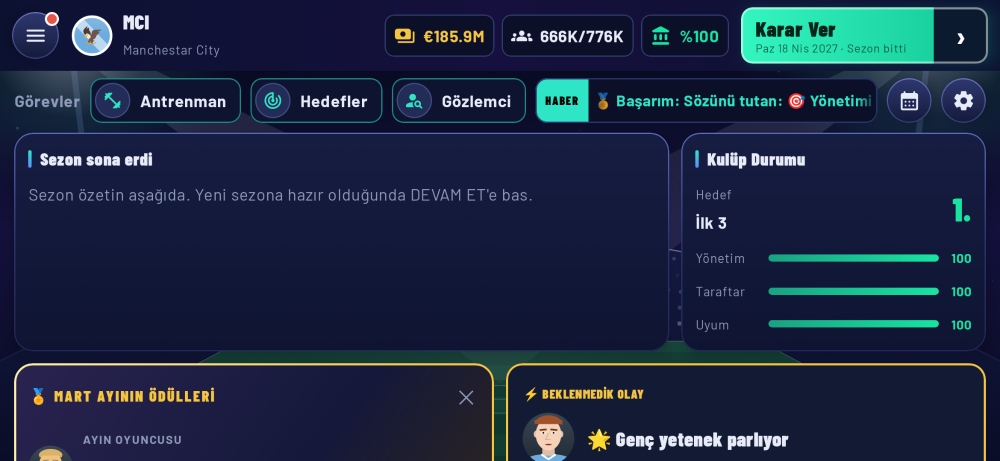 MCI
Manchestar City
€185.9M
666K/776K
%100
Karar Ver
Paz 18 Nis 2027 · Sezon bitti
Görevler
Antrenman
Hedefler
Gözlemci
HABER
🏅 Başarım: Sözünü tutan: 🎯 Yönetimi
Sezon sona erdi
Sezon özetin aşağıda. Yeni sezona hazır olduğunda DEVAM ET'e bas.
Kulüp Durumu
Hedef
İlk 3
1.
Yönetim 100
Taraftar 100
Uyum 100
🏅 MART AYININ ÖDÜLLERİ
AYIN OYUNCUSU
⚡ BEKLENMEDİK OLAY
🌟 Genç yetenek parlıyor